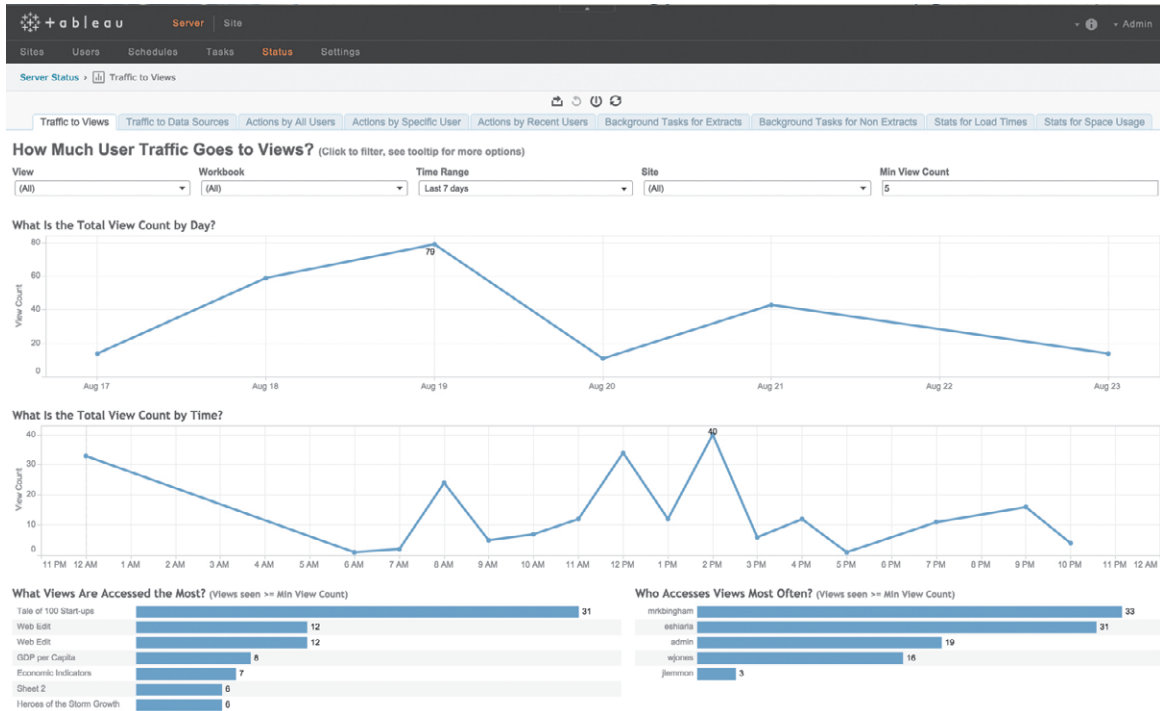 +ableau Server Site Admin
Sites Users Schedules Tasks Status Settings
Server Status › Traffic to Views
Traffic to Views Traffic to Data Sources Actions by All Users Actions by Specific User Actions by Recent Users Background Tasks for Extracts Background Tasks for Non Extracts Stats for Load Times Stats for Space Usage
How Much User Traffic Goes to Views? (Click to filter, see tooltip for more options)
View Workbook Time Range Site Min View Count
(All) (All) Last 7 days (All) 5
What Is the Total View Count by Day?
View Count
80
60
40
20
0
79
Aug 17 Aug 18 Aug 19 Aug 20 Aug 21 Aug 22 Aug 23
What Is the Total View Count by Time?
View Count
40
30
20
10
0
40
11 PM 12 AM 1 AM 2 AM 3 AM 4 AM 5 AM 6 AM 7 AM 8 AM 9 AM 10 AM 11 AM 12 PM 1 PM 2 PM 3 PM 4 PM 5 PM 6 PM 7 PM 8 PM 9 PM 10 PM 11 PM 12 AM
What Views Are Accessed the Most? (Views seen >= Min View Count)
Tale of 100 Start-ups 31
Web Edit 12
Web Edit 12
GDP per Capita 8
Economic Indicators 7
Sheet 2 6
Heroes of the Storm Growth 6
Who Accesses Views Most Often? (Views seen >= Min View Count)
mrkbingham 33
eshiarla 31
admin 19
wjones 16
jlemmon 3